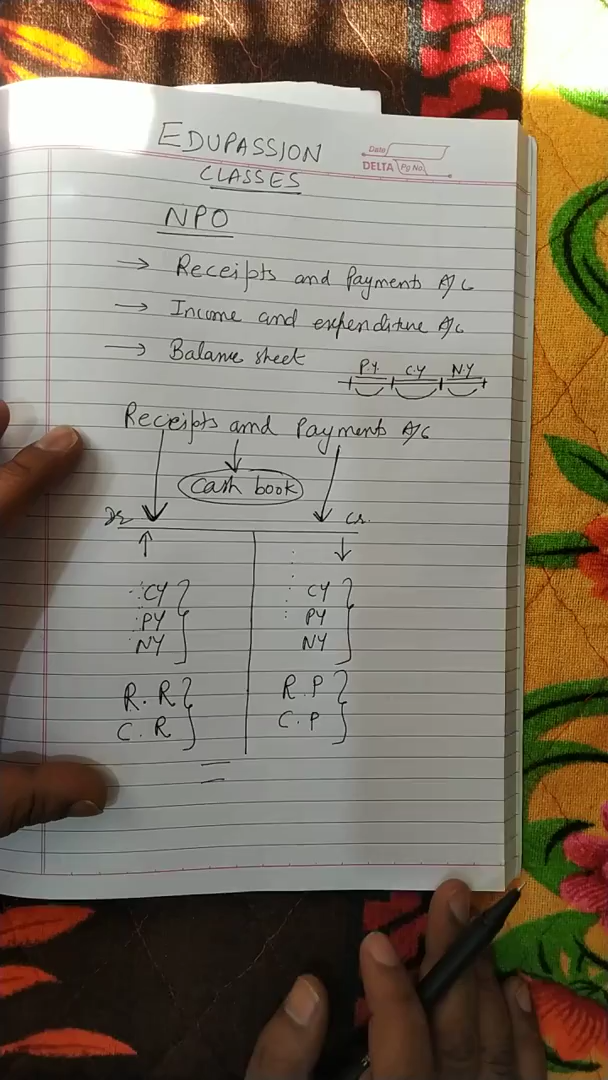 EDUPASSION
CLASSES
Date
DELTA Pg No.
NPO
→ Receipts and Payments A/c
→ Income and expenditure A/c
→ Balance sheet
P.Y. C.Y N.Y
Receipts and Payments A/c
Cash book
Dr Cr.
CY CY
PY PY
NY NY
R.R R.P
C.R C.P